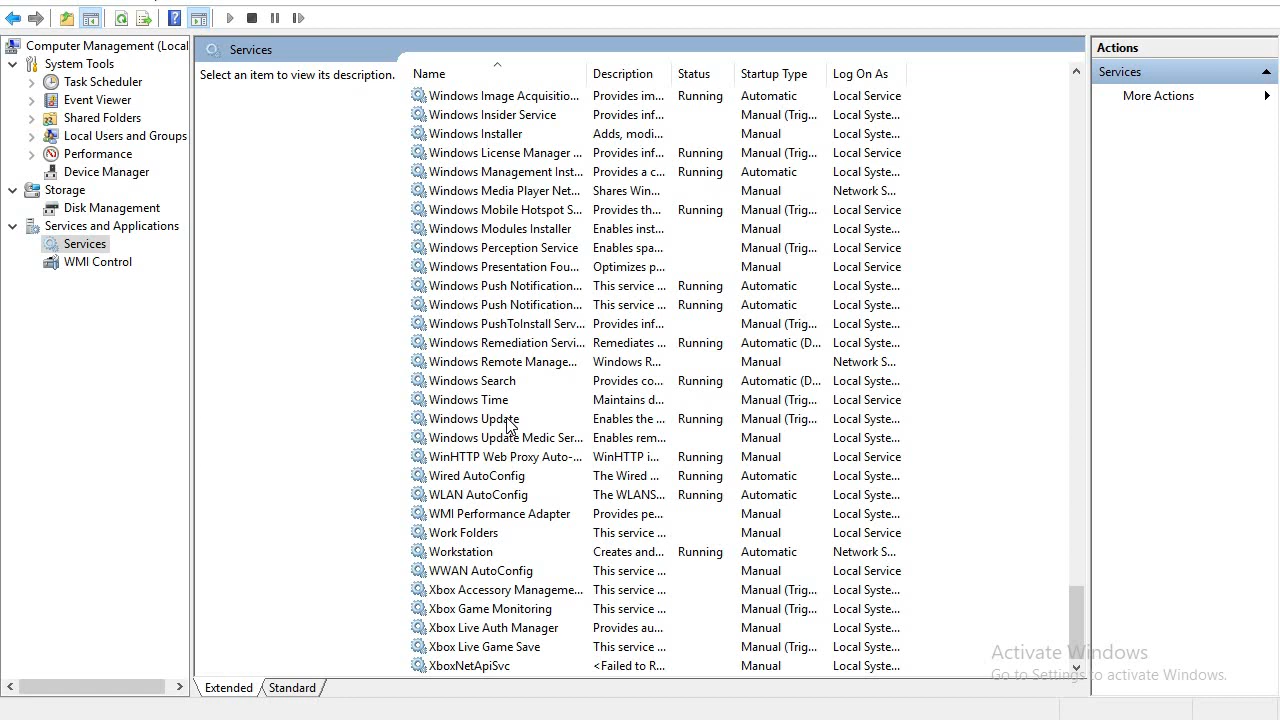 Computer Management (Local
System Tools
Task Scheduler
Event Viewer
Shared Folders
Local Users and Groups
Performance
Device Manager
Storage
Disk Management
Services and Applications
Services
WMI Control
Services
Select an item to view its description.
Name Description Status Startup Type Log On As
Windows Image Acquisitio... Provides im... Running Automatic Local Service
Windows Insider Service Provides inf... Manual (Trig... Local Syste...
Windows Installer Adds, modi... Manual Local Syste...
Windows License Manager ... Provides inf... Running Manual (Trig... Local Service
Windows Management Inst... Provides a c... Running Automatic Local Syste...
Windows Media Player Net... Shares Win... Manual Network S...
Windows Mobile Hotspot S... Provides th... Running Manual (Trig... Local Service
Windows Modules Installer Enables inst... Manual Local Syste...
Windows Perception Service Enables spa... Manual (Trig... Local Service
Windows Presentation Fou... Optimizes p... Manual Local Service
Windows Push Notification... This service ... Running Automatic Local Syste...
Windows Push Notification... This service ... Running Automatic Local Syste...
Windows PushToInstall Serv... Provides inf... Manual (Trig... Local Syste...
Windows Remediation Servi... Remediates ... Running Automatic (D... Local Syste...
Windows Remote Manage... Windows R... Manual Network S...
Windows Search Provides co... Running Automatic (D... Local Syste...
Windows Time Maintains d... Manual (Trig... Local Service
Windows Update Enables the ... Running Manual (Trig... Local Syste...
Windows Update Medic Ser... Enables rem... Manual Local Syste...
WinHTTP Web Proxy Auto-... WinHTTP i... Running Manual Local Service
Wired AutoConfig The Wired ... Running Automatic Local Syste...
WLAN AutoConfig The WLANS... Running Automatic Local Syste...
WMI Performance Adapter Provides pe... Manual Local Syste...
Work Folders This service ... Manual Local Service
Workstation Creates and... Running Automatic Network S...
WWAN AutoConfig This service ... Manual Local Service
Xbox Accessory Manageme... This service ... Manual (Trig... Local Syste...
Xbox Game Monitoring This service ... Manual (Trig... Local Syste...
Xbox Live Auth Manager Provides au... Manual Local Syste...
Xbox Live Game Save This service ... Manual (Trig... Local Syste...
XboxNetApiSvc <Failed to R... Manual Local Syste...
Extended Standard
Actions
Services
More Actions
Activate Windows
Go to Settings to activate Windows.